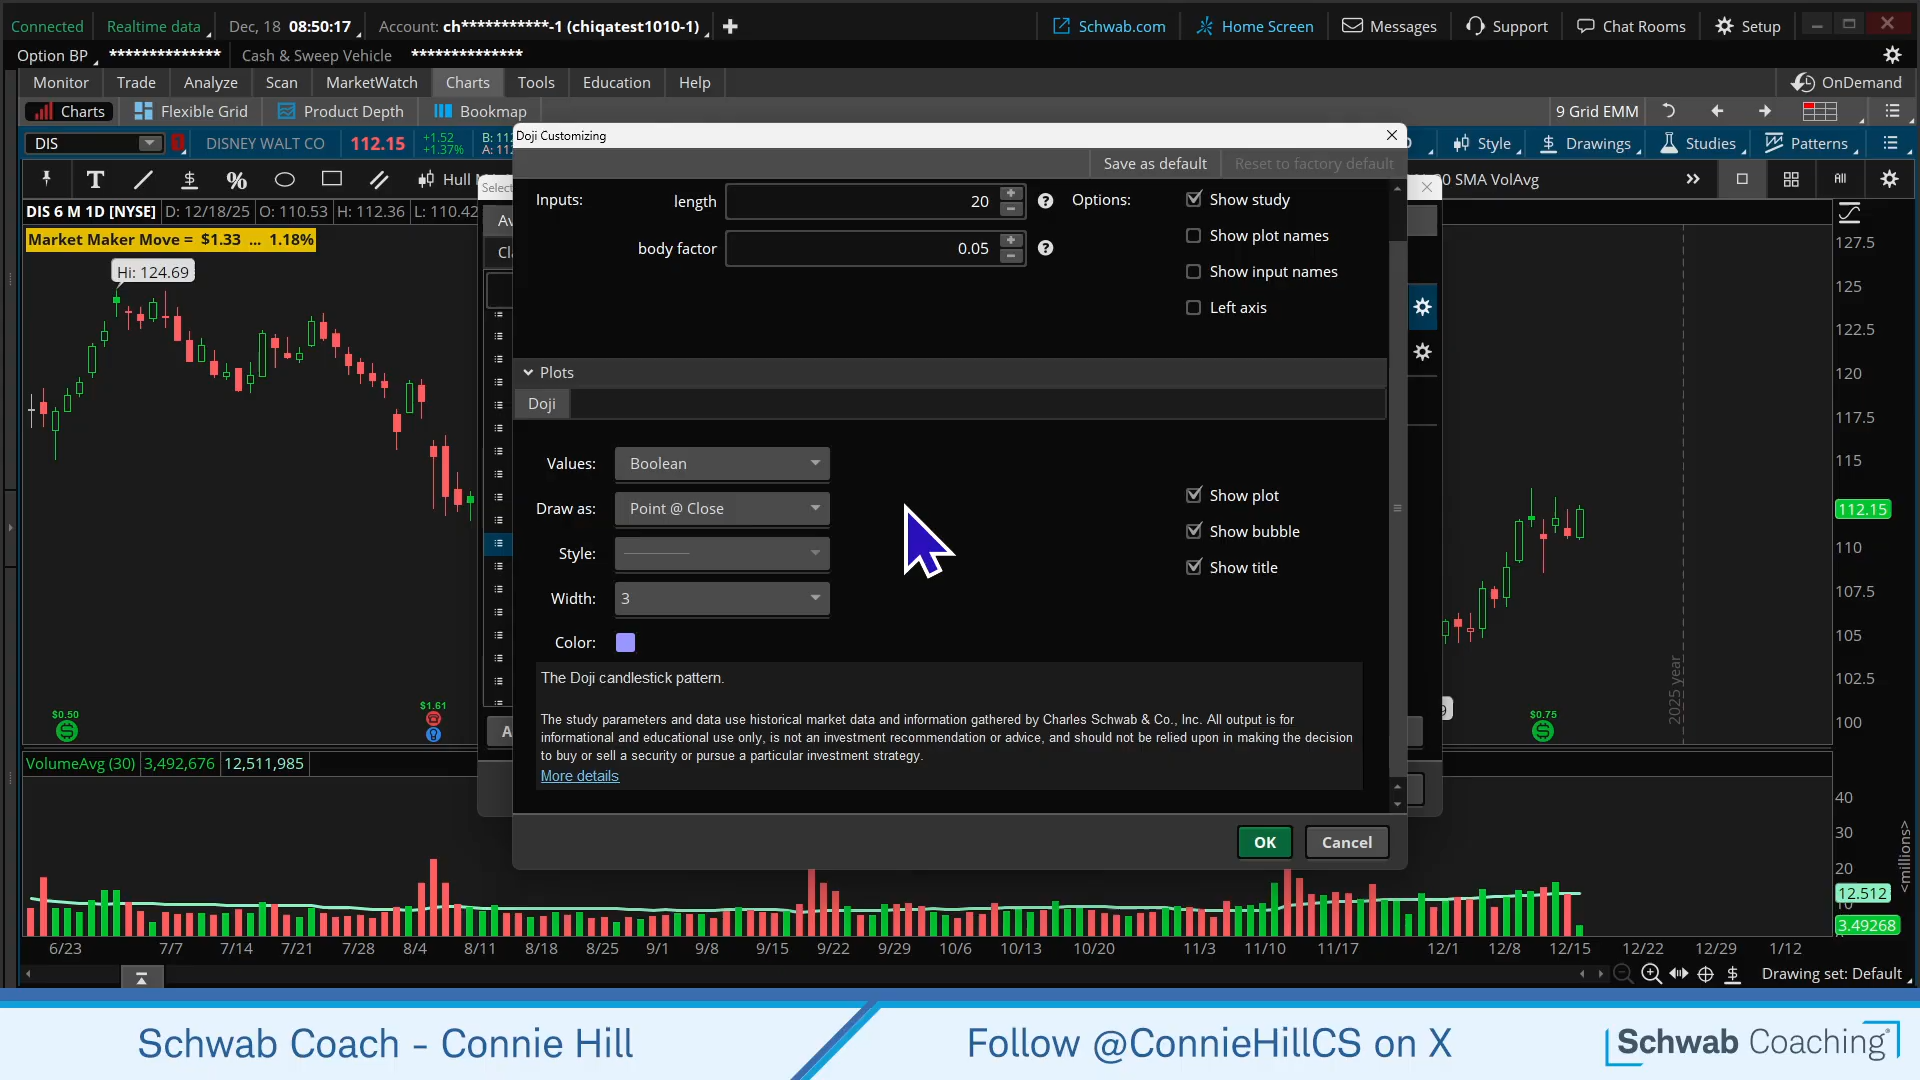 Connected Realtime data Dec, 18 08:50:17 Account: ch***********-1 (chiqatest1010-1) Schwab.com Home Screen Messages Support Chat Rooms Setup
Option BP ************** Cash & Sweep Vehicle **************
Monitor Trade Analyze Scan MarketWatch Charts Tools Education Help OnDemand
Charts Flexible Grid Product Depth Bookmap 9 Grid EMM
DIS 1 DISNEY WALT CO 112.15 +1.52 +1.37% Style Drawings Studies Patterns
Doji Customizing
Save as default Reset to factory default
T $ % Hull SMA VolAvg All
DIS 6 M 1D [NYSE] D: 12/18/25 O: 110.53 H: 112.36 L: 110.42
Market Maker Move = $1.33 ... 1.18%
Hi: 124.69
Inputs: length 20 Options: Show study
Show plot names
body factor 0.05
Show input names
Left axis
Plots
Doji
Values: Boolean
Draw as: Point @ Close Show plot
Show bubble
Style:
Show title
Width: 3
Color:
The Doji candlestick pattern.
The study parameters and data use historical market data and information gathered by Charles Schwab & Co., Inc. All output is for
informational and educational use only, is not an investment recommendation or advice, and should not be relied upon in making the decision
to buy or sell a security or pursue a particular investment strategy.
More details
OK Cancel
127.5
125
122.5
120
117.5
115
112.15
110
107.5
105
102.5
100
2025 year
$0.50 $1.61 $0.75
VolumeAvg (30) 3,492,676 12,511,985
40
30
20
12.512
3.49268
<millions>
6/23 7/7 7/14 7/21 7/28 8/4 8/11 8/18 8/25 9/1 9/8 9/15 9/22 9/29 10/6 10/13 10/20 11/3 11/10 11/17 12/1 12/8 12/15 12/22 12/29 1/12
Drawing set: Default
Schwab Coach - Connie Hill Follow @ConnieHillCS on X Schwab Coaching®